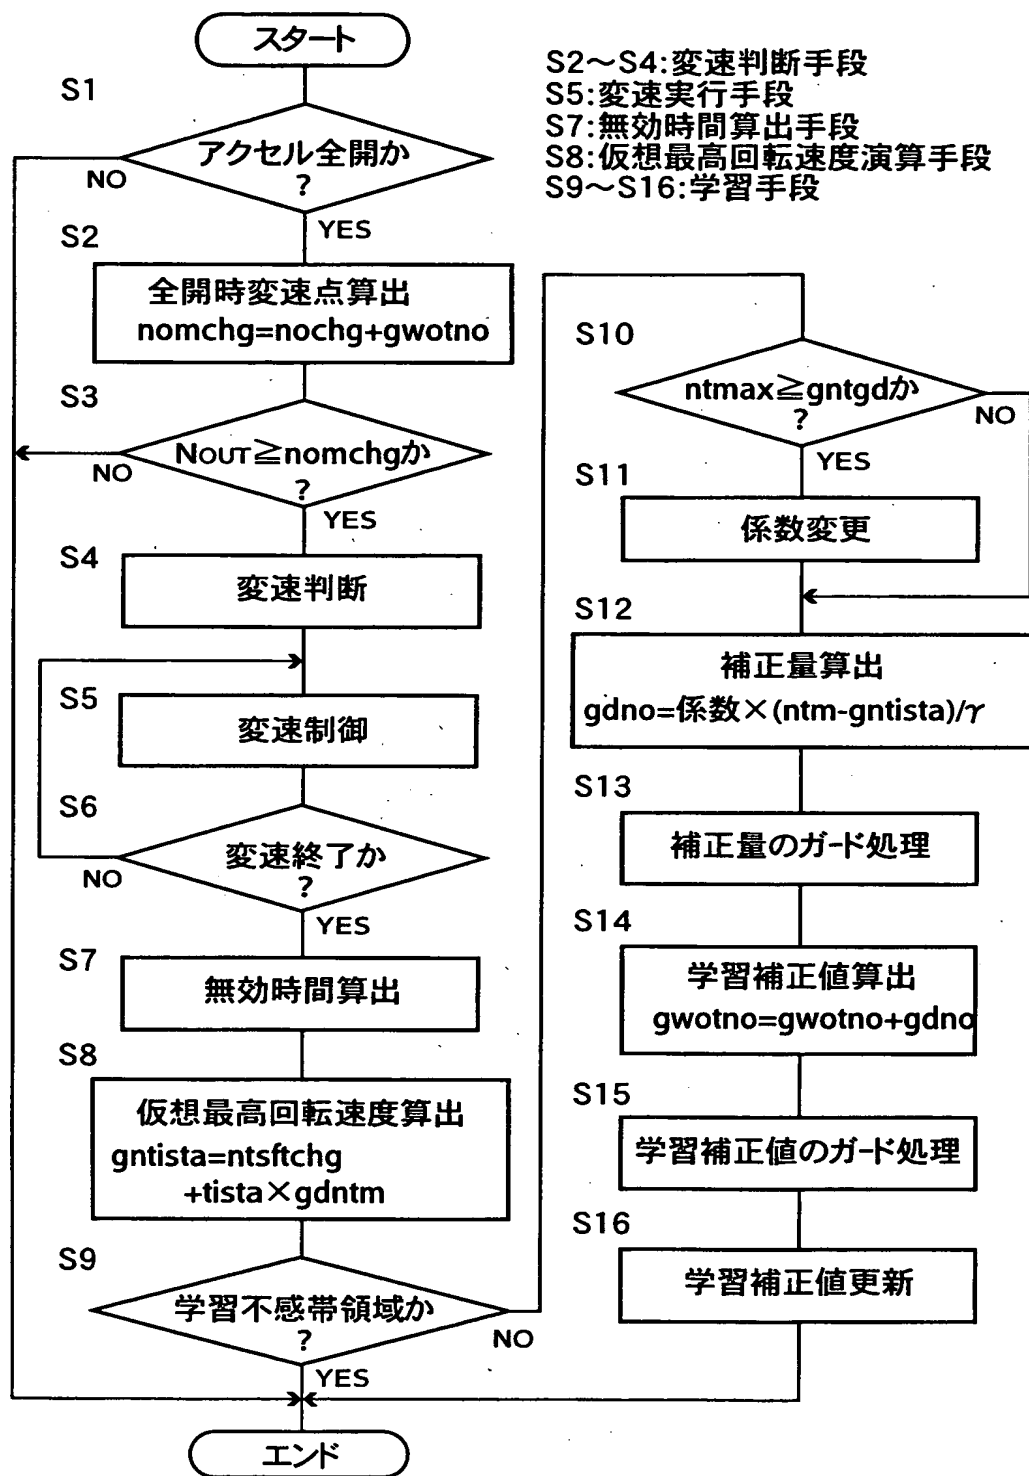 スタート
S2～S4:変速判断手段
S5:変速実行手段
S7:無効時間算出手段
S8:仮想最高回転速度演算手段
S9～S16:学習手段
S1
アクセル全開か
?
NO
YES
S2
全開時変速点算出
nomchg=nochg+gwotno
S3
NOUT≧nomchgか
?
NO
YES
S4
変速判断
S5
変速制御
S6
変速終了か
?
NO
YES
S7
無効時間算出
S8
仮想最高回転速度算出
gntista=ntsftchg
+tista×gdntm
S9
学習不感帯領域か
?
NO
YES
エンド
S10
ntmax≧gntgdか
?
NO
YES
S11
係数変更
S12
補正量算出
gdno=係数×(ntm-gntista)/γ
S13
補正量のガード処理
S14
学習補正値算出
gwotno=gwotno+gdno
S15
学習補正値のガード処理
S16
学習補正値更新